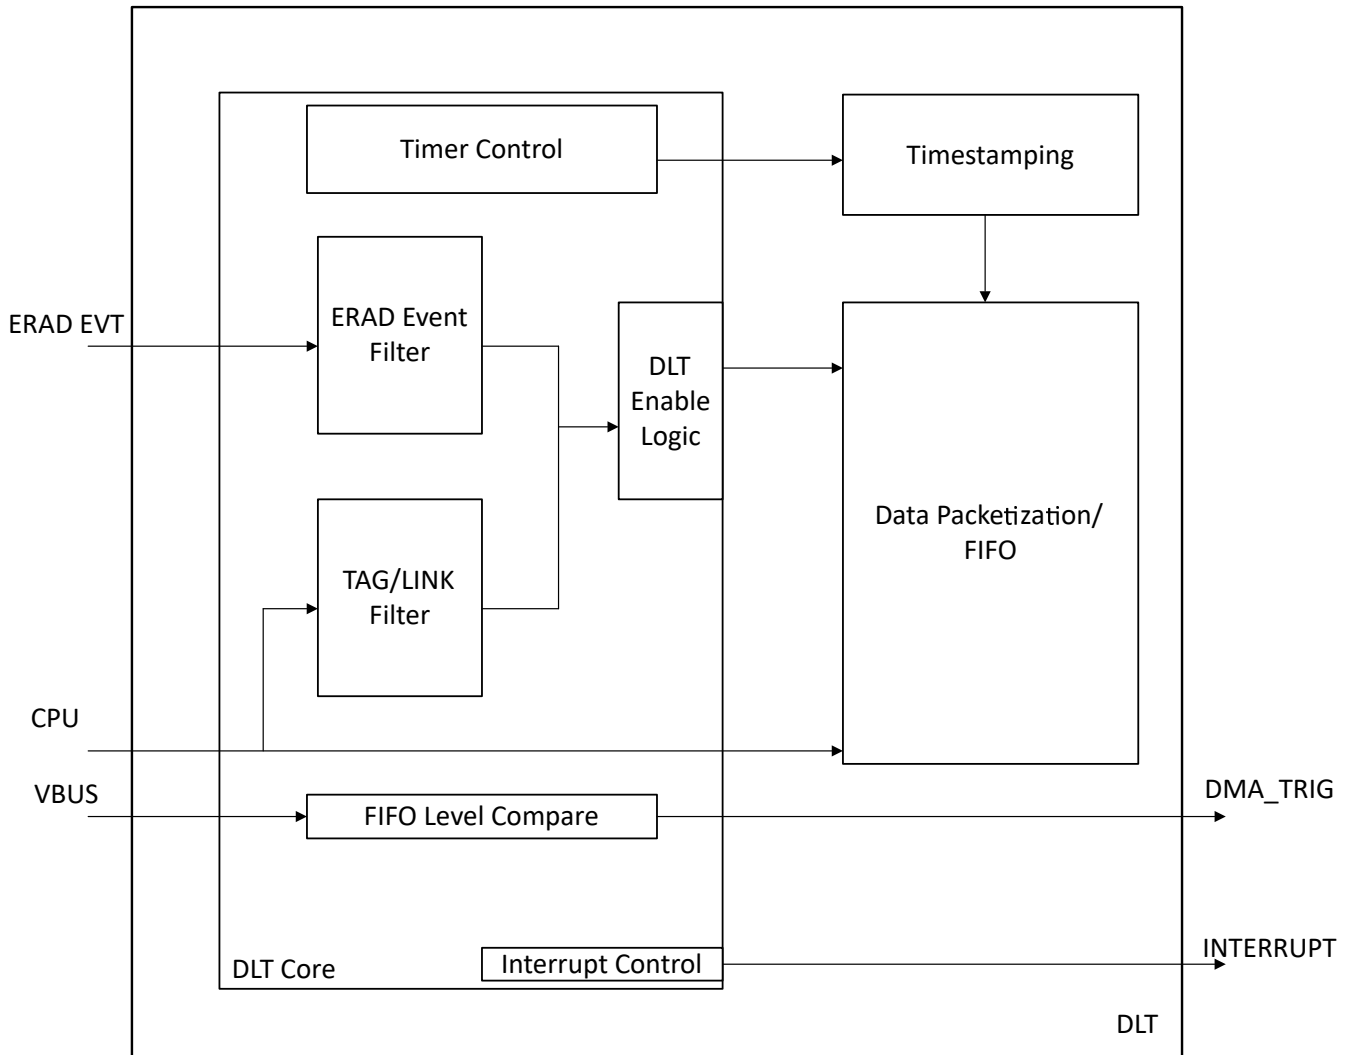 Timer Control
Timestamping
ERAD EVT
ERAD Event
Filter
DLT
Enable
Logic
Data Packetization/
FIFO
TAG/LINK
Filter
CPU
VBUS
FIFO Level Compare
DMA_TRIG
DLT Core
Interrupt Control
INTERRUPT
DLT